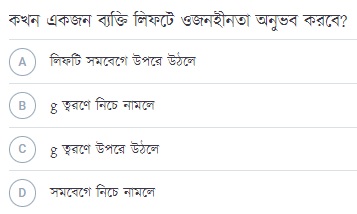 কখন একজন ব্যক্তি লিফটে ওজনহীনতা অনুভব করবে?
A লিফটি সমবেগে উপরে উঠলে
B g ত্বরণে নিচে নামলে
C g ত্বরণে উপরে উঠলে
D সমবেগে নিচে নামলে